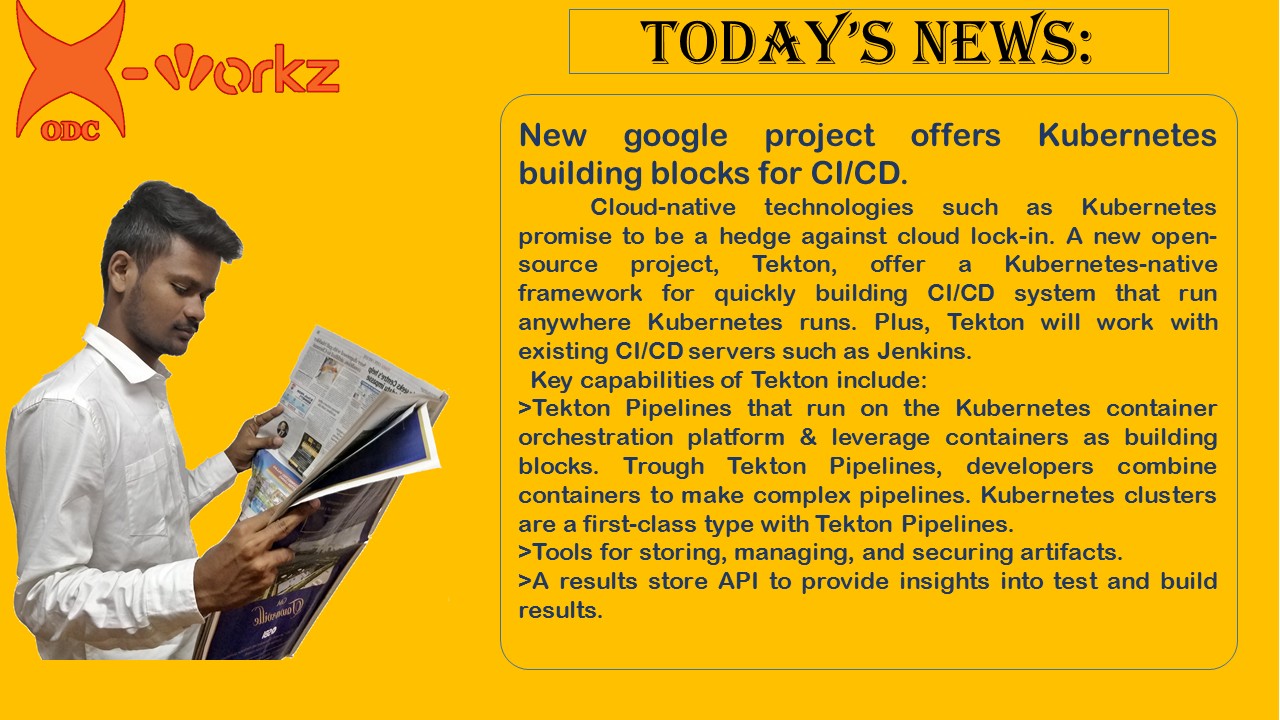 X-Workz
ODC
TODAY'S NEWS:
New google project offers Kubernetes
building blocks for CI/CD.
Cloud-native technologies such as Kubernetes
promise to be a hedge against cloud lock-in. A new open-
source project, Tekton, offer a Kubernetes-native
framework for quickly building CI/CD system that run
anywhere Kubernetes runs. Plus, Tekton will work with
existing CI/CD servers such as Jenkins.
Key capabilities of Tekton include:
>Tekton Pipelines that run on the Kubernetes container
orchestration platform & leverage containers as building
blocks. Trough Tekton Pipelines, developers combine
containers to make complex pipelines. Kubernetes clusters
are a first-class type with Tekton Pipelines.
>Tools for storing, managing, and securing artifacts.
>A results store API to provide insights into test and build
results.